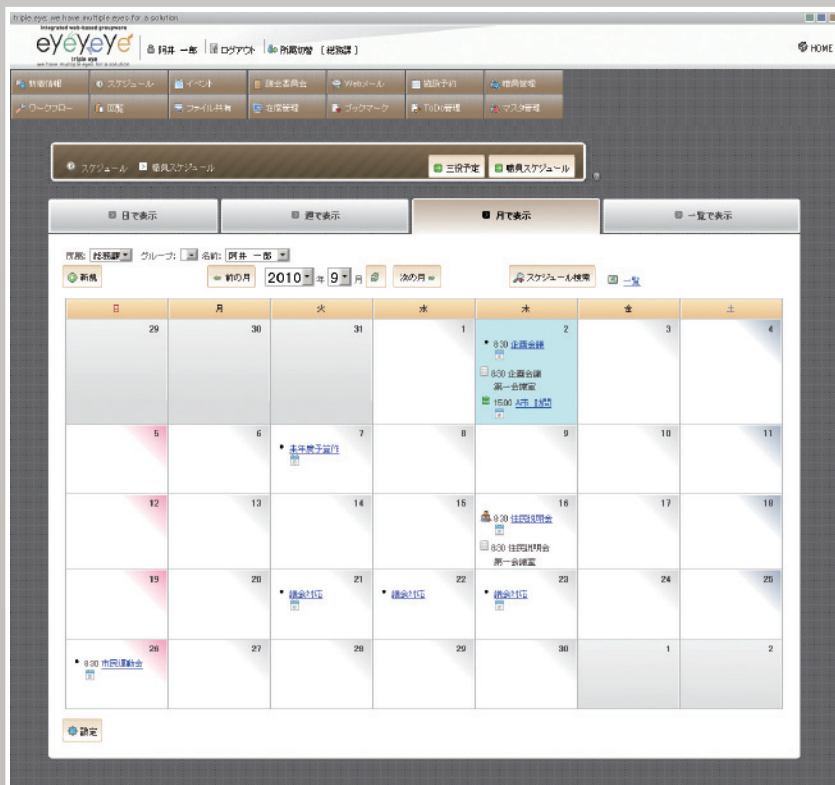 triple eye: we have multiple eyes for a solution
integrated web-based groupware
eyeyeye
triple eye
we have multiple eyes for a solution
阿井 一郎 ログアウト 所属切替 [総務課] HOME
新着情報 スケジュール イベント 議会委員会 Webメール 施設予約 職員管理
ワークフロー 回覧 ファイル共有 在席管理 ブックマーク ToDo管理 マスタ管理
スケジュール 職員スケジュール 三役予定 職員スケジュール
日で表示 週で表示 月で表示 一覧で表示
所属: 総務課 グループ: 名前: 阿井 一郎
新規 前の月 2010 年 9 月 次の月 スケジュール検索 一覧
日 月 火 水 木 金 土
29 30 31 1 2 3 4
8:30 企画会議
8:30 企画会議
第一会議室
15:00 A市 訪問
5 6 7 8 9 10 11
来年度予算作
12 13 14 15 16 17 18
9:30 住民説明会
8:30 住民説明会
第一会議室
19 20 21 22 23 24 25
議会対応 議会対応 議会対応
26 27 28 29 30 1 2
8:30 市民運動会
設定